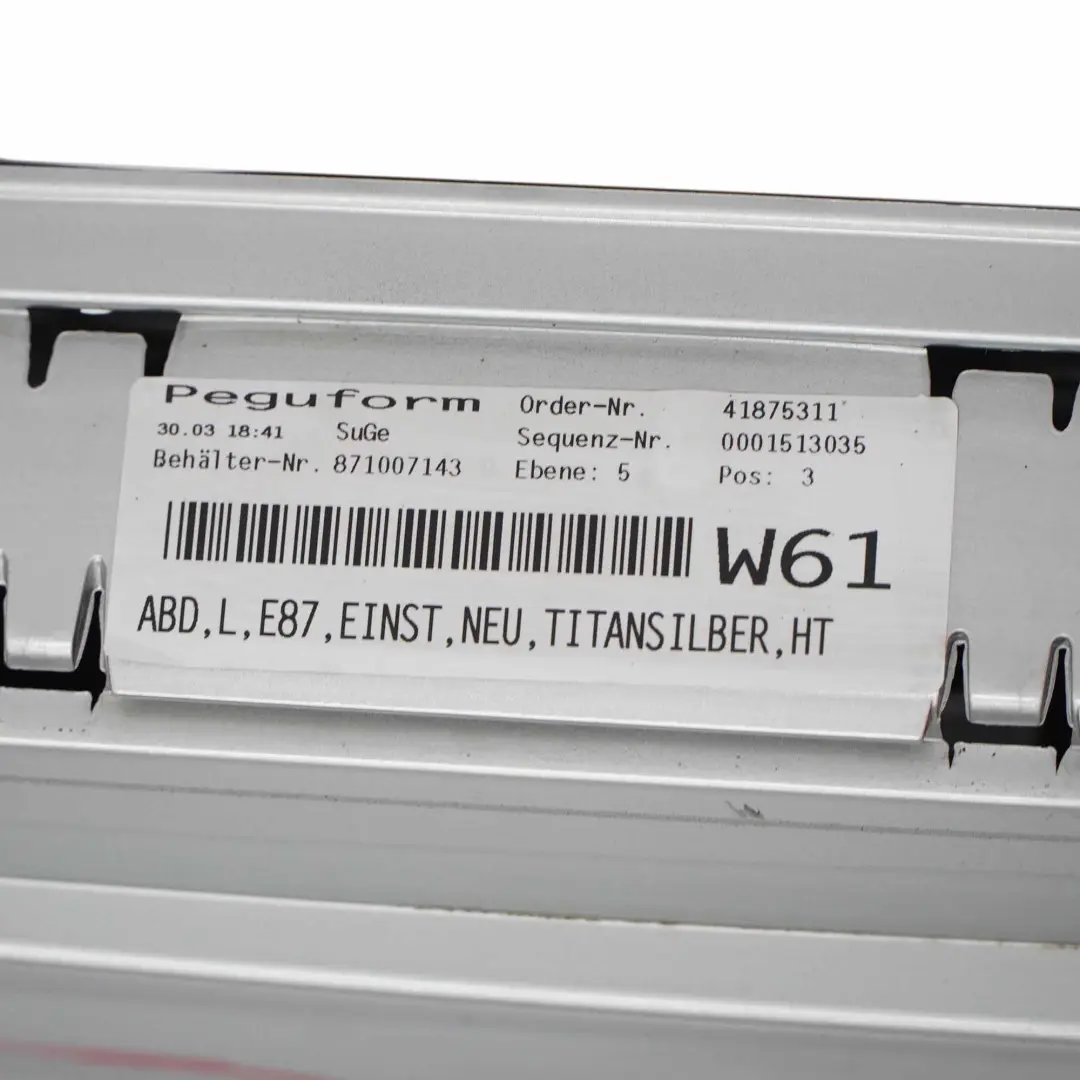 Peguform Order-Nr. 41875311
30.03 18:41 SuGe Sequenz-Nr. 0001513035
Behälter-Nr. 871007143 Ebene: 5 Pos: 3
W61
ABD,L,E87,EINST,NEU,TITANSILBER,HT